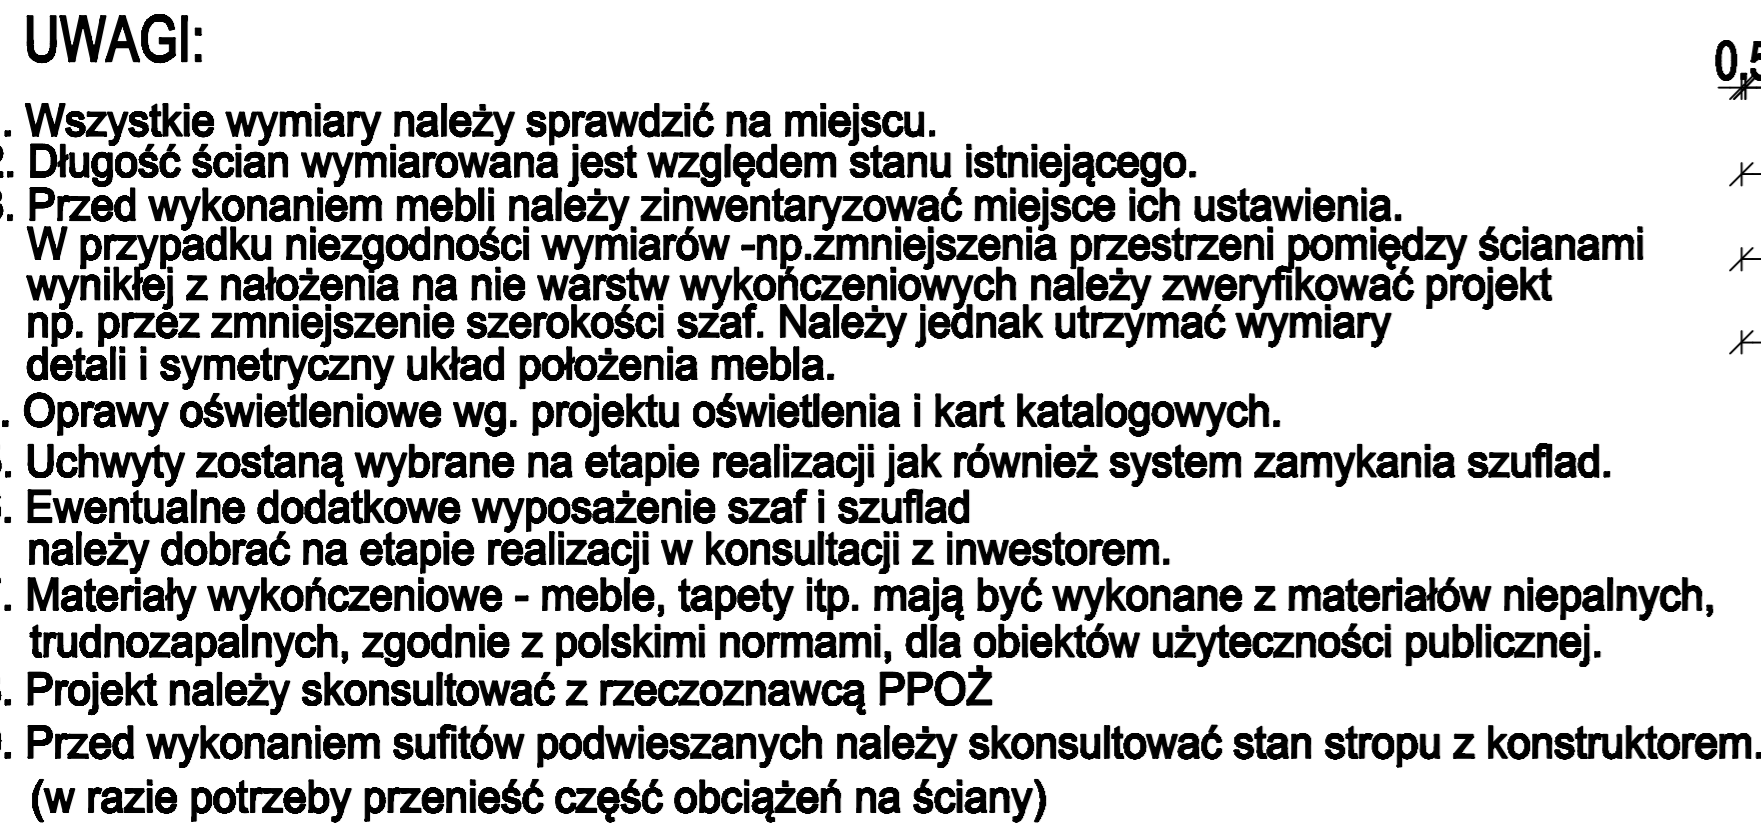 UWAGI:
0,5
. Wszystkie wymiary należy sprawdzić na miejscu.
2. Długość ścian wymiarowana jest względem stanu istniejącego.
3. Przed wykonaniem mebli należy zinwentaryzować miejsce ich ustawienia.
W przypadku niezgodności wymiarów -np.zmniejszenia przestrzeni pomiędzy ścianami
wynikłej z nałożenia na nie warstw wykończeniowych należy zweryfikować projekt
np. przez zmniejszenie szerokości szaf. Należy jednak utrzymać wymiary
detali i symetryczny układ położenia mebla.
. Oprawy oświetleniowe wg. projektu oświetlenia i kart katalogowych.
. Uchwyty zostaną wybrane na etapie realizacji jak również system zamykania szuflad.
. Ewentualne dodatkowe wyposażenie szaf i szuflad
należy dobrać na etapie realizacji w konsultacji z inwestorem.
. Materiały wykończeniowe - meble, tapety itp. mają być wykonane z materiałów niepalnych,
trudnozapalnych, zgodnie z polskimi normami, dla obiektów użyteczności publicznej.
. Projekt należy skonsultować z rzeczoznawcą PPOŻ
. Przed wykonaniem sufitów podwieszanych należy skonsultować stan stropu z konstruktorem.
(w razie potrzeby przenieść część obciążeń na ściany)